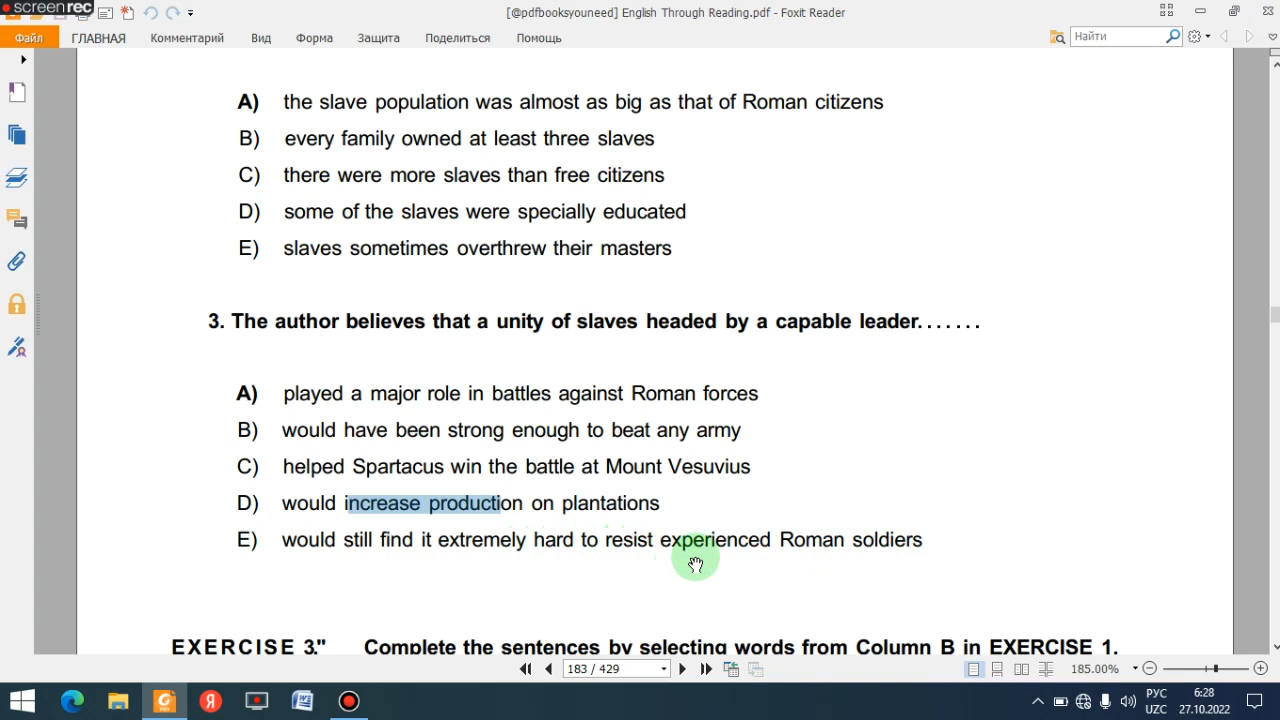 screenrec
[@pdfbooksyouneed] English Through Reading.pdf - Foxit Reader
Файл ГЛАВНАЯ Комментарий Вид Форма Защита Поделиться Помощь Найти
A) the slave population was almost as big as that of Roman citizens
B) every family owned at least three slaves
C) there were more slaves than free citizens
D) some of the slaves were specially educated
E) slaves sometimes overthrew their masters
3. The author believes that a unity of slaves headed by a capable leader.......
A) played a major role in battles against Roman forces
B) would have been strong enough to beat any army
C) helped Spartacus win the battle at Mount Vesuvius
D) would increase production on plantations
E) would still find it extremely hard to resist experienced Roman soldiers
EXERCISE 3." Complete the sentences by selecting words from Column B in EXERCISE 1.
183 / 429 185.00%
РУС 6:28
UZC 27.10.2022